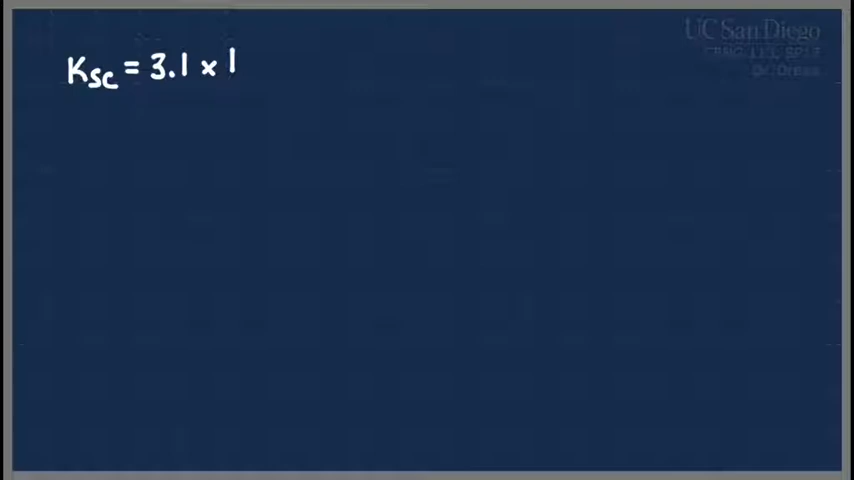 UC San Diego
Ksc = 3.1 x 1